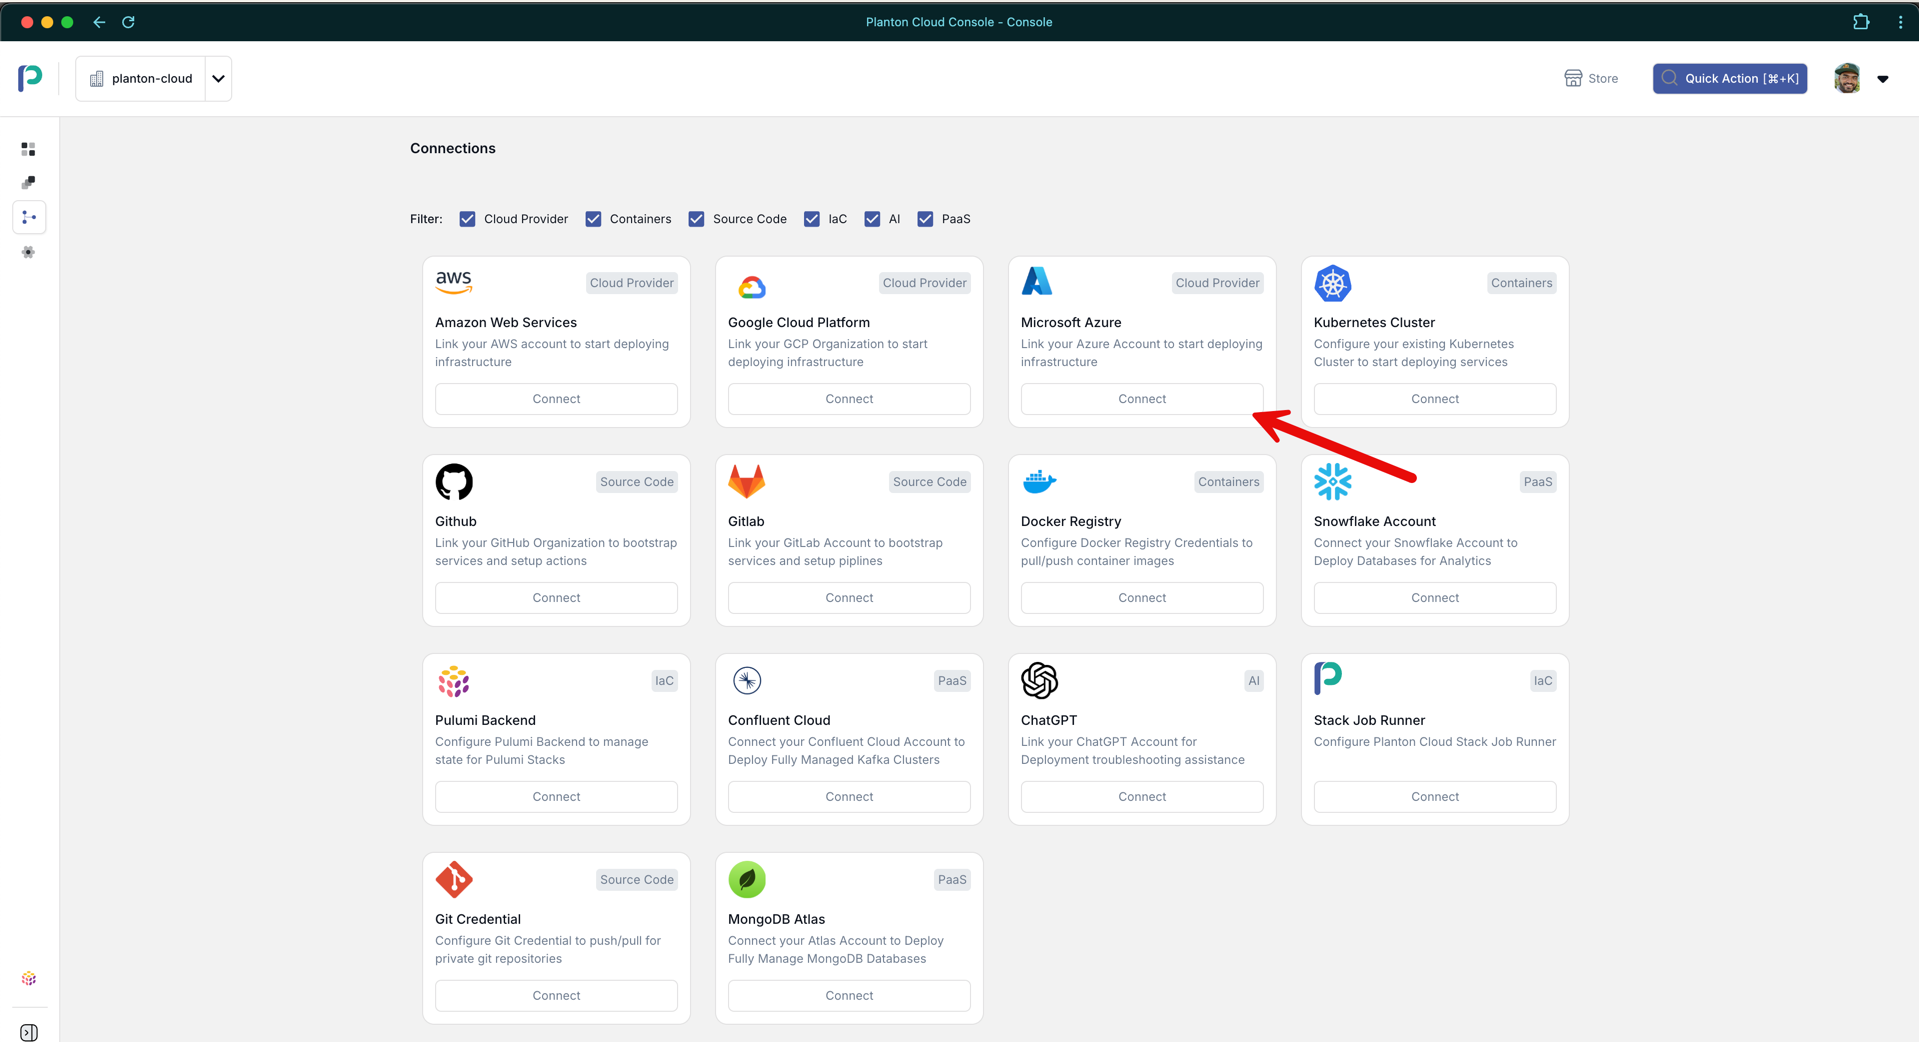 Planton Cloud Console - Console
planton-cloud
Store
Quick Action [⌘+K]
Connections
Filter:
Cloud Provider
Containers
Source Code
IaC
AI
PaaS
aws
Cloud Provider
Amazon Web Services
Link your AWS account to start deploying
infrastructure
Connect
Cloud Provider
Google Cloud Platform
Link your GCP Organization to start
deploying infrastructure
Connect
Cloud Provider
Microsoft Azure
Link your Azure Account to start deploying
infrastructure
Connect
Containers
Kubernetes Cluster
Configure your existing Kubernetes
Cluster to start deploying services
Connect
Source Code
Github
Link your GitHub Organization to bootstrap
services and setup actions
Connect
Source Code
Gitlab
Link your GitLab Account to bootstrap
services and setup piplines
Connect
Containers
Docker Registry
Configure Docker Registry Credentials to
pull/push container images
Connect
PaaS
Snowflake Account
Connect your Snowflake Account to
Deploy Databases for Analytics
Connect
IaC
Pulumi Backend
Configure Pulumi Backend to manage
state for Pulumi Stacks
Connect
PaaS
Confluent Cloud
Connect your Confluent Cloud Account to
Deploy Fully Managed Kafka Clusters
Connect
AI
ChatGPT
Link your ChatGPT Account for
Deployment troubleshooting assistance
Connect
IaC
Stack Job Runner
Configure Planton Cloud Stack Job Runner
Connect
Source Code
Git Credential
Configure Git Credential to push/pull for
private git repositories
Connect
PaaS
MongoDB Atlas
Connect your Atlas Account to Deploy
Fully Manage MongoDB Databases
Connect